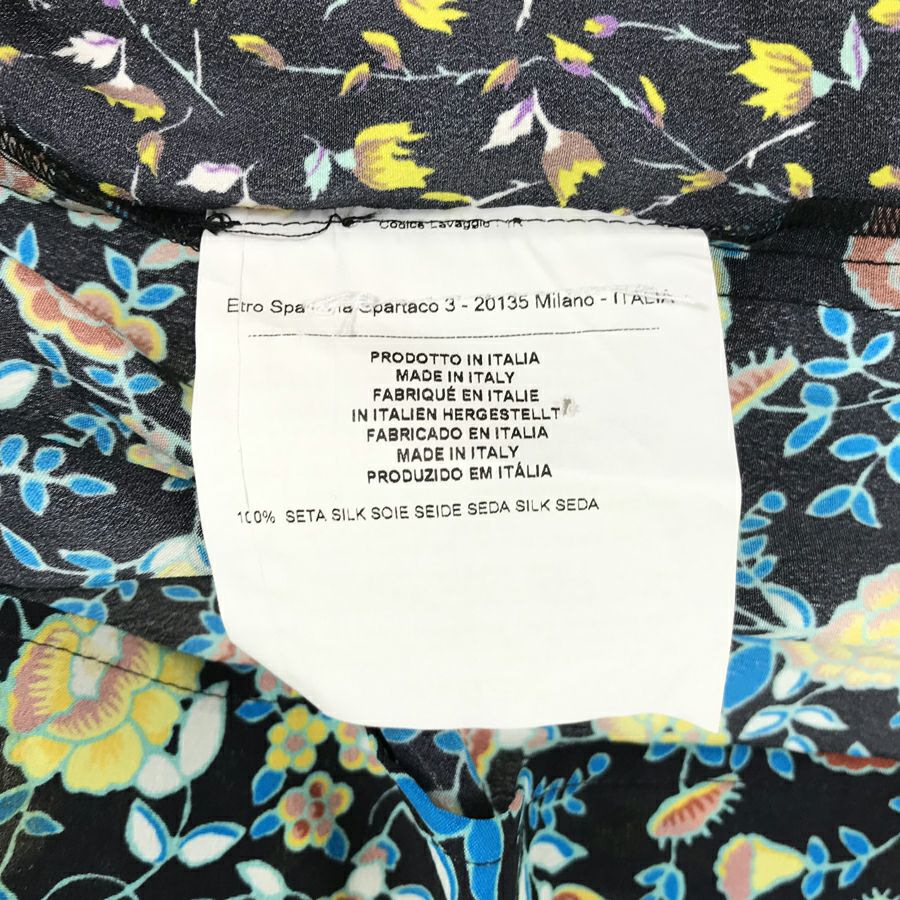 Codice Lavaggio
Etro Spa Spartaco 3 - 20135 Milano - ITALIA
PRODOTTO IN ITALIA
MADE IN ITALY
FABRIQUÉ EN ITALIE
IN ITALIEN HERGESTELLT
FABRICADO EN ITALIA
MADE IN ITALY
PRODUZIDO EM ITÁLIA
100% SETA SILK SOIE SEIDE SEDA SILK SEDA